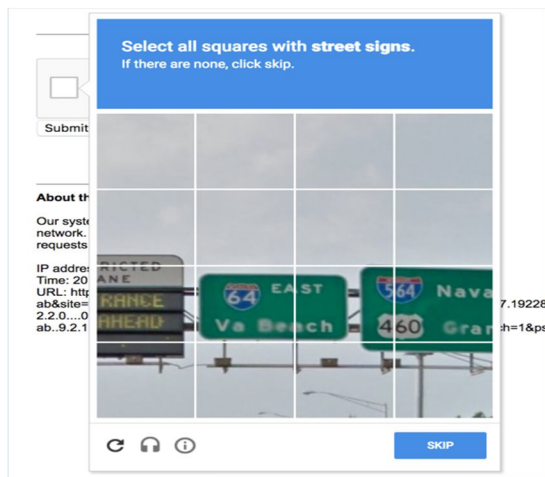 Select all squares with street signs.
If there are none, click skip.
Submit
About th
Our syste
network.
requests
IP addres
Time: 20
URL: http
ab&site=
2.2.0....0
ab..9.2.1
7.19228
ch=1&ps
RICTED
ANE
RANCE
AHEAD
64 EAST
Va Beach
564 Nava
460 Gran
SKIP